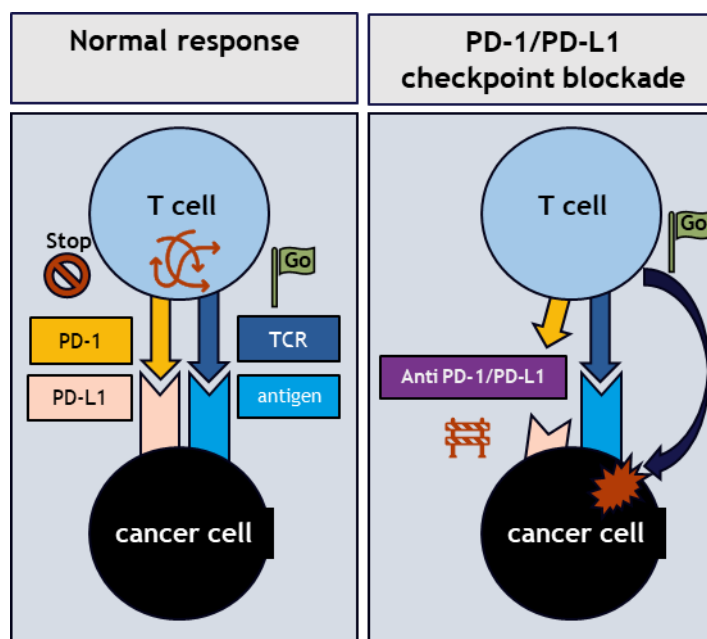 Normal response
PD-1/PD-L1
checkpoint blockade
T cell
Stop
Go
PD-1
TCR
PD-L1
antigen
cancer cell
T cell
Go
Anti PD-1/PD-L1
cancer cell